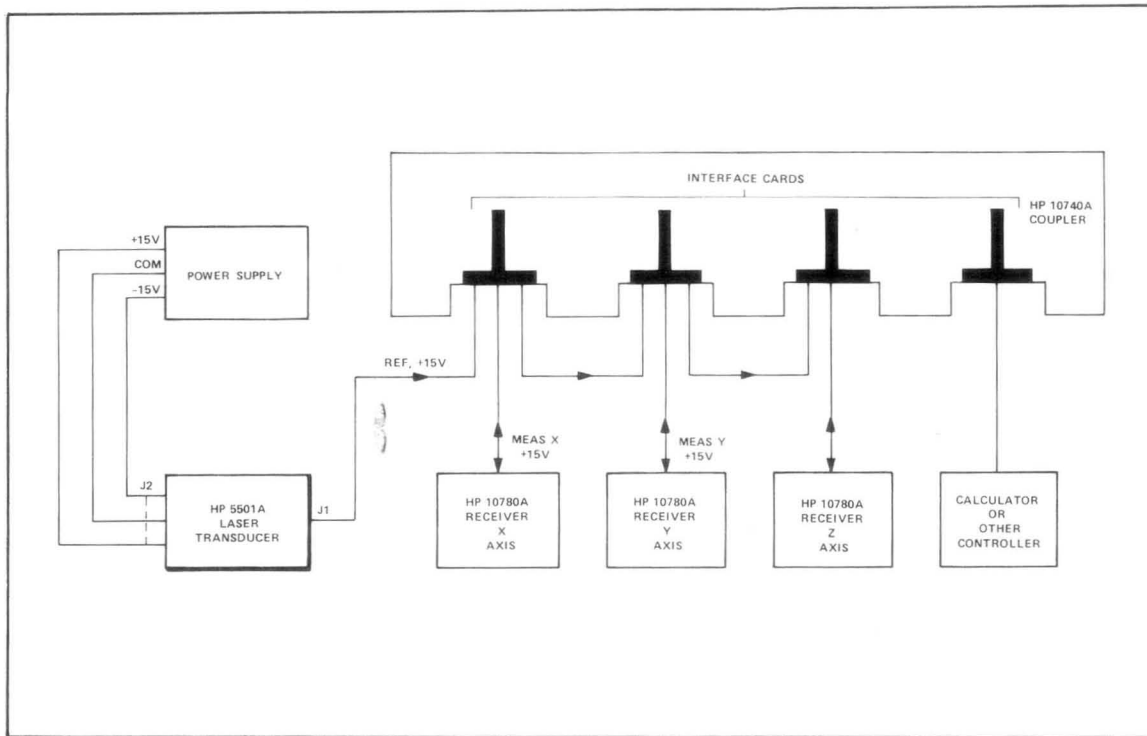 INTERFACE CARDS
HP 10740A
COUPLER
+15V
COM
-15V
POWER SUPPLY
REF, +15V
MEAS X
+15V
MEAS Y
+15V
J2
HP 5501A
LASER
TRANSDUCER
J1
HP 10780A
RECEIVER
X
AXIS
HP 10780A
RECEIVER
Y
AXIS
HP 10780A
RECEIVER
Z
AXIS
CALCULATOR
OR
OTHER
CONTROLLER